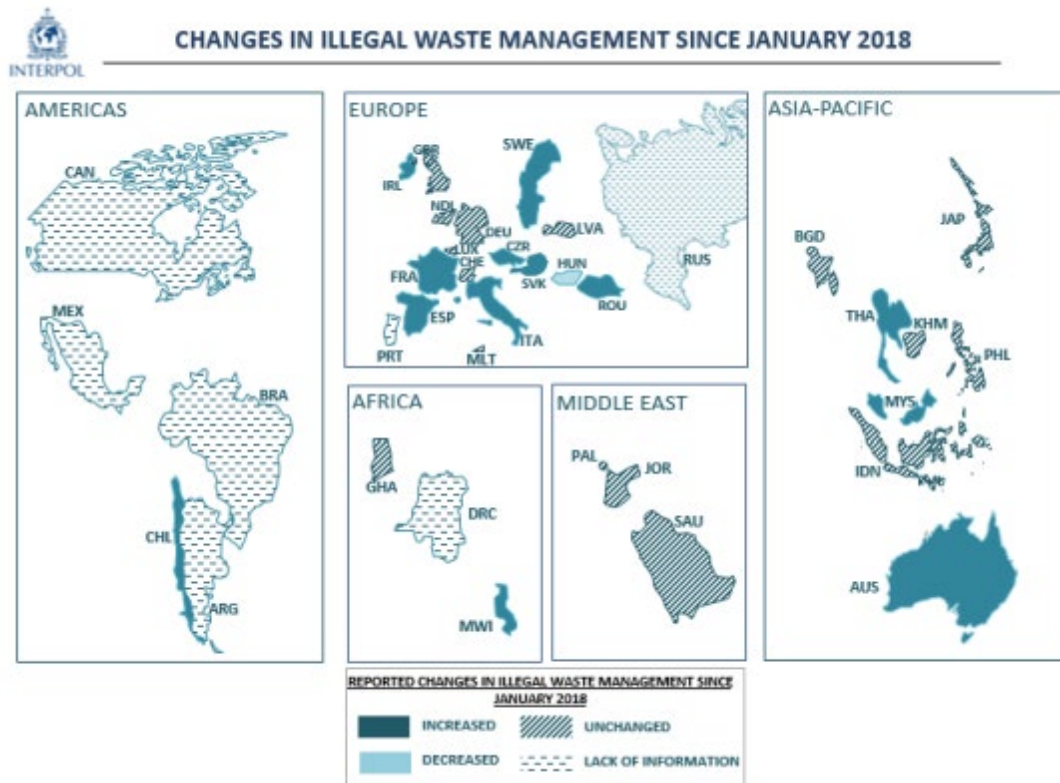 INTERPOL
CHANGES IN ILLEGAL WASTE MANAGEMENT SINCE JANUARY 2018
AMERICAS
CAN
MEX
BRA
CHL
ARG
EUROPE
GBR
SWE
IRL
NDL
DEU
LVA
LUX
CZR
CHE
HUN
RUS
FRA
SVK
ROU
ESP
ITA
PRT
MLT
AFRICA
GHA
DRC
MWI
MIDDLE EAST
PAL
JOR
SAU
ASIA-PACIFIC
JAP
BGD
THA
KHM
PHL
MYS
IDN
AUS
REPORTED CHANGES IN ILLEGAL WASTE MANAGEMENT SINCE
JANUARY 2018
INCREASED
UNCHANGED
DECREASED
LACK OF INFORMATION